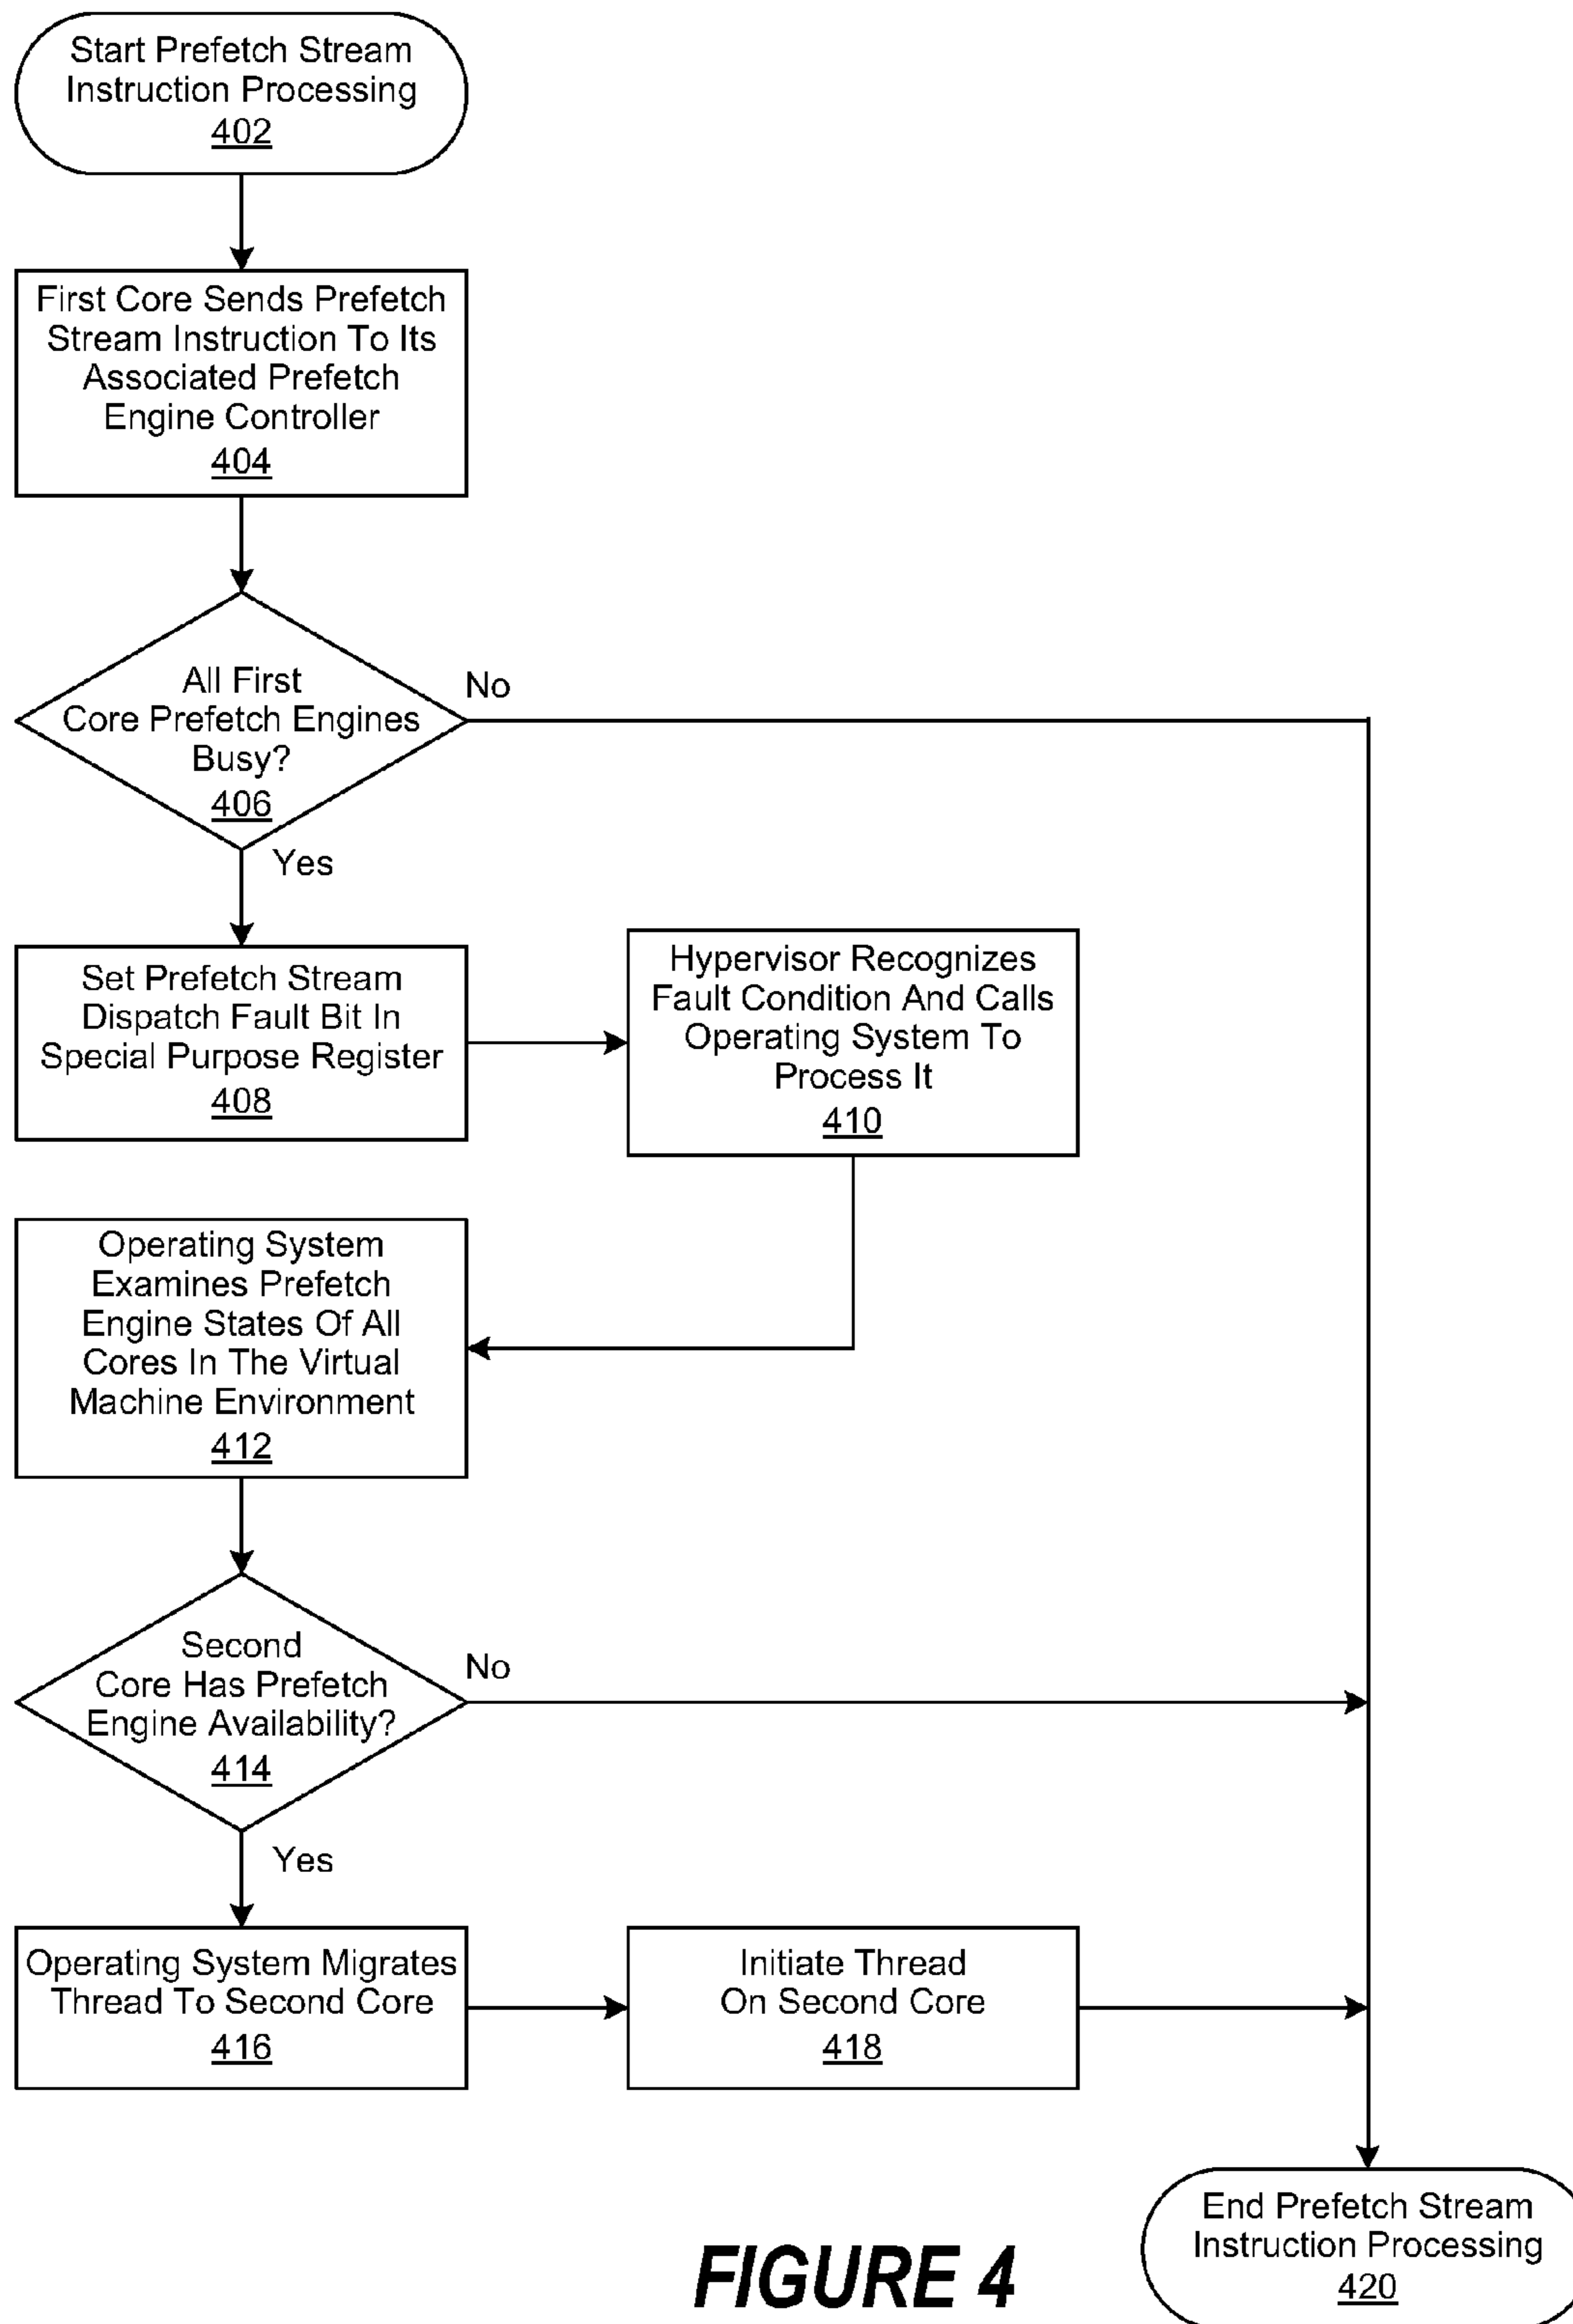 Start Prefetch Stream
Instruction Processing
402
First Core Sends Prefetch
Stream Instruction To Its
Associated Prefetch
Engine Controller
404
All First
Core Prefetch Engines
Busy?
406
No
Yes
Set Prefetch Stream
Dispatch Fault Bit In
Special Purpose Register
408
Hypervisor Recognizes
Fault Condition And Calls
Operating System To
Process It
410
Operating System
Examines Prefetch
Engine States Of All
Cores In The Virtual
Machine Environment
412
Second
Core Has Prefetch
Engine Availability?
414
No
Yes
Operating System Migrates
Thread To Second Core
416
Initiate Thread
On Second Core
418
End Prefetch Stream
Instruction Processing
420
FIGURE 4